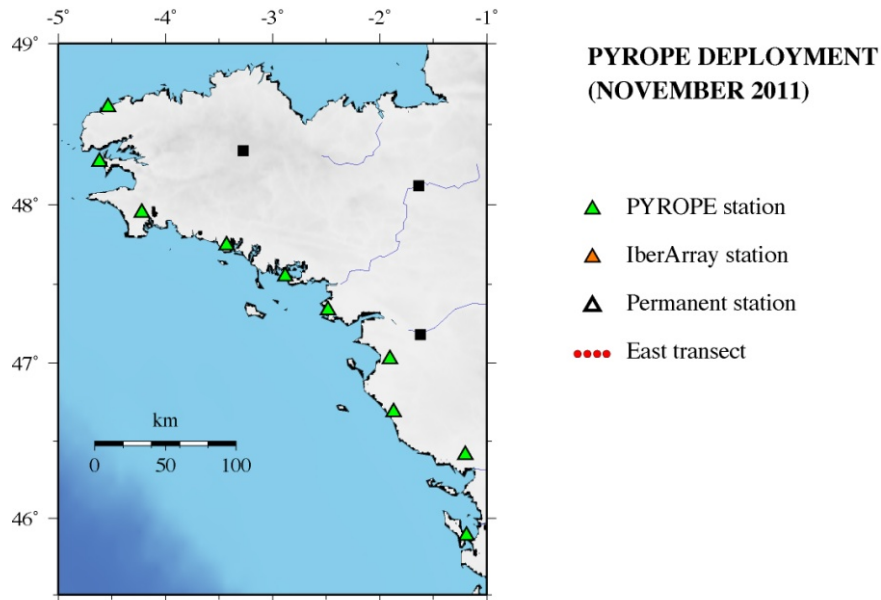 -5° -4° -3° -2° -1°
49°
PYROPE DEPLOYMENT
(NOVEMBER 2011)
48°
PYROPE station
IberArray station
Permanent station
47°
East transect
km
0 50 100
46°